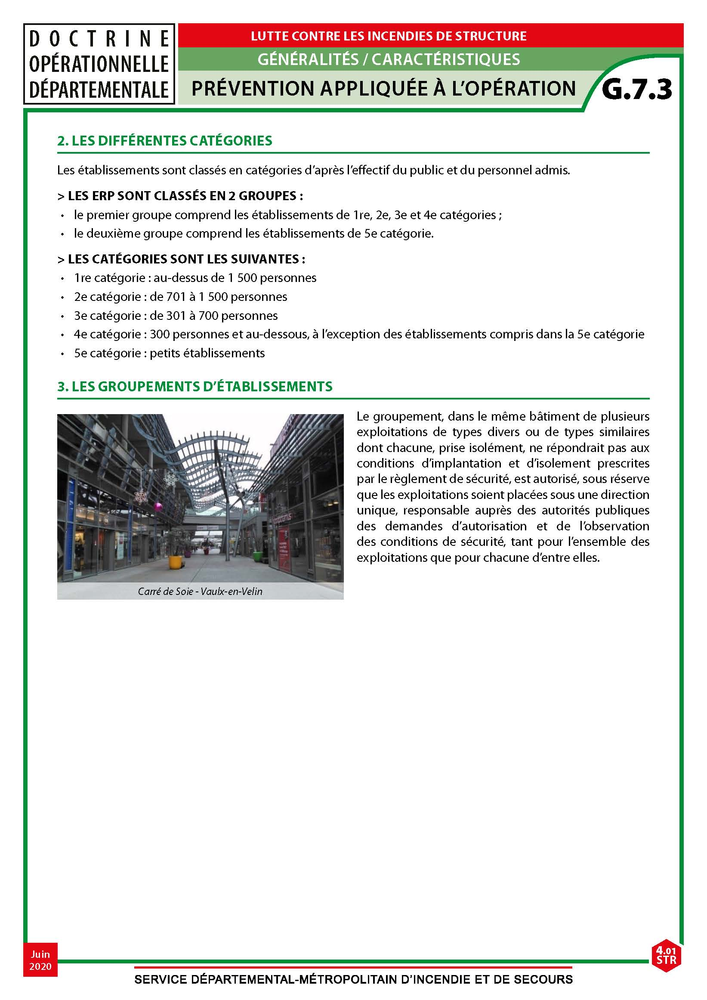 DOCTRINE
OPÉRATIONNELLE
DÉPARTEMENTALE
LUTTE CONTRE LES INCENDIES DE STRUCTURE
GÉNÉRALITÉS / CARACTÉRISTIQUES
PRÉVENTION APPLIQUÉE À L’OPÉRATION
G.7.3
2. LES DIFFÉRENTES CATÉGORIES
Les établissements sont classés en catégories d’après l’effectif du public et du personnel admis.
> LES ERP SONT CLASSÉS EN 2 GROUPES :
• le premier groupe comprend les établissements de 1re, 2e, 3e et 4e catégories ;
• le deuxième groupe comprend les établissements de 5e catégorie.
> LES CATÉGORIES SONT LES SUIVANTES :
• 1re catégorie : au-dessus de 1 500 personnes
• 2e catégorie : de 701 à 1 500 personnes
• 3e catégorie : de 301 à 700 personnes
• 4e catégorie : 300 personnes et au-dessous, à l’exception des établissements compris dans la 5e catégorie
• 5e catégorie : petits établissements
3. LES GROUPEMENTS D’ÉTABLISSEMENTS
Le groupement, dans le même bâtiment de plusieurs
exploitations de types divers ou de types similaires
dont chacune, prise isolément, ne répondrait pas aux
conditions d’implantation et d’isolement prescrites
par le règlement de sécurité, est autorisé, sous réserve
que les exploitations soient placées sous une direction
unique, responsable auprès des autorités publiques
des demandes d’autorisation et de l’observation
des conditions de sécurité, tant pour l’ensemble des
exploitations que pour chacune d’entre elles.
hippopotamus
Carré de Soie - Vaulx-en-Velin
Juin
2020
4.01
STR
SERVICE DÉPARTEMENTAL-MÉTROPOLITAIN D’INCENDIE ET DE SECOURS